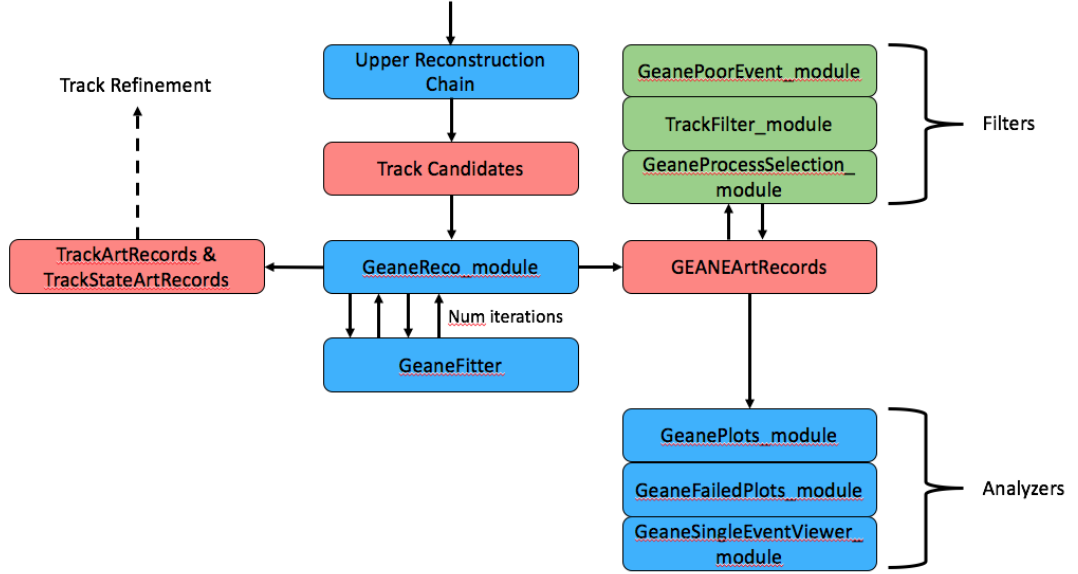 Upper Reconstruction
Chain
Track Refinement
Track Candidates
TrackArtRecords &
TrackStateArtRecords
GeaneReco_module
Num iterations
GeaneFitter
GeanePoorEvent_module
TrackFilter_module
GeaneProcessSelection_
module
Filters
GEANEArtRecords
GeanePlots_module
GeaneFailedPlots_module
GeaneSingleEventViewer_
module
Analyzers